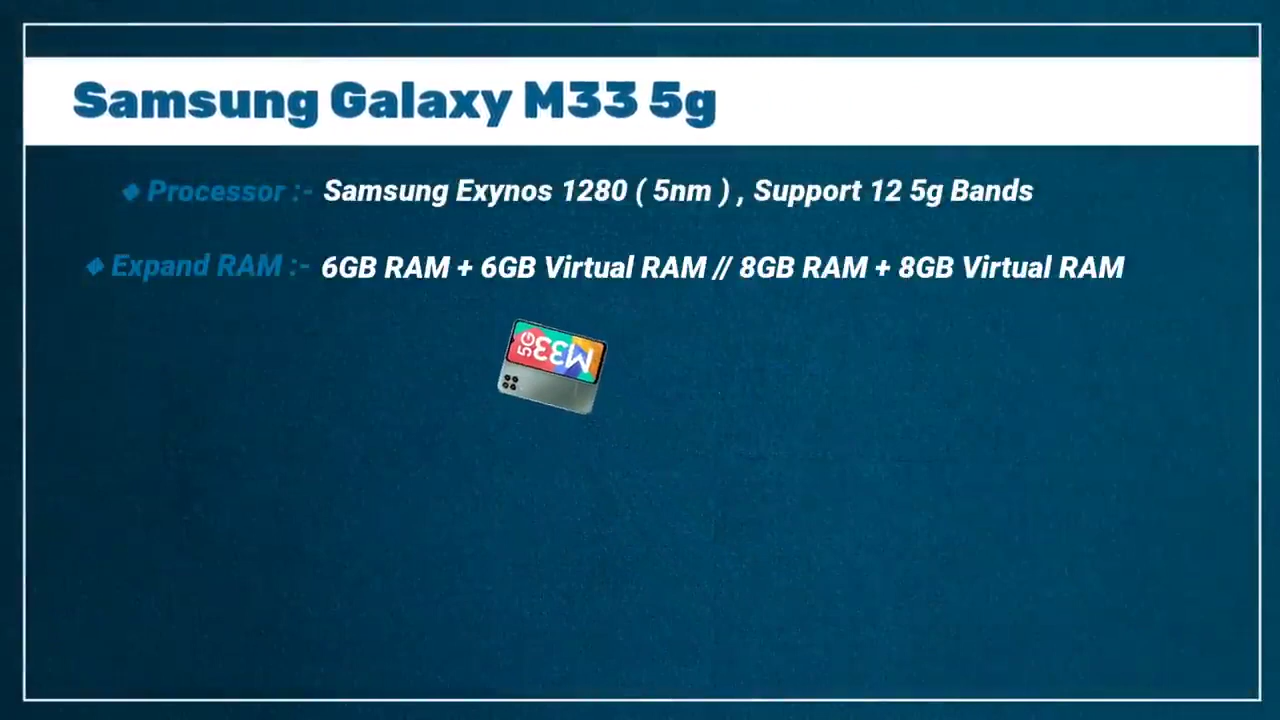 Samsung Galaxy M33 5g
❖ Processor :- Samsung Exynos 1280 ( 5nm ) , Support 12 5g Bands
❖ Expand RAM :- 6GB RAM + 6GB Virtual RAM // 8GB RAM + 8GB Virtual RAM
M33 5G